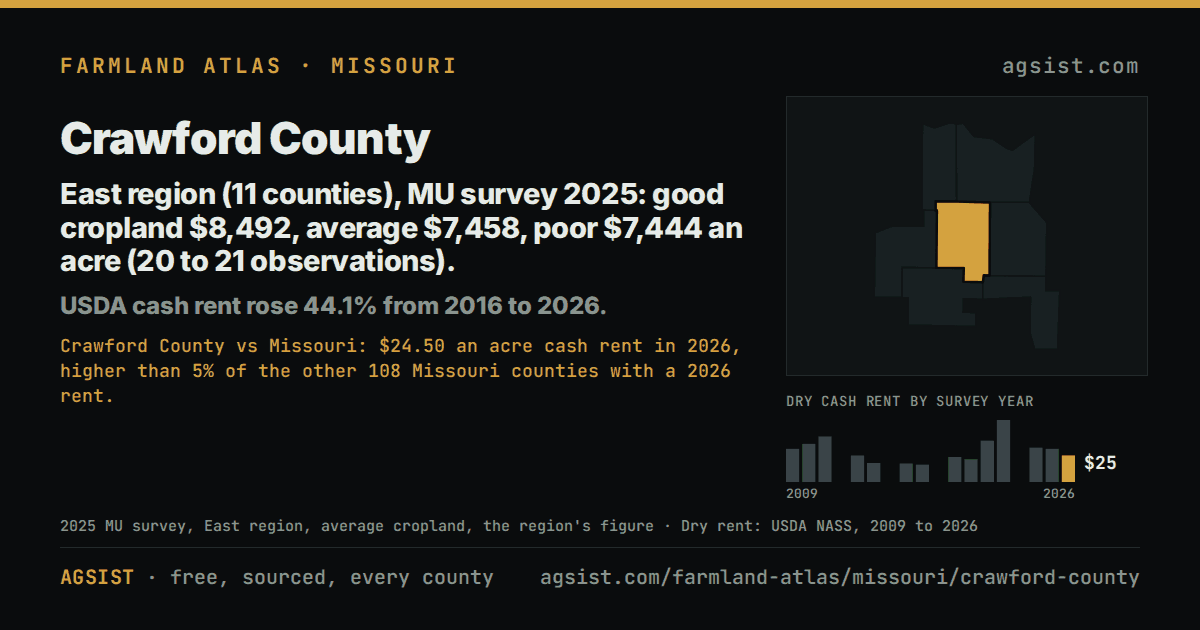 FARMLAND ATLAS · MISSOURI
agsist.com
Crawford County
East region (11 counties), MU survey 2025: good
cropland $8,492, average $7,458, poor $7,444 an
acre (20 to 21 observations).
USDA cash rent rose 44.1% from 2016 to 2026.
Crawford County vs Missouri: $24.50 an acre cash rent in 2026,
higher than 5% of the other 108 Missouri counties with a 2026
rent.
DRY CASH RENT BY SURVEY YEAR
$25
2009
2026
2025 MU survey, East region, average cropland, the region's figure · Dry rent: USDA NASS, 2009 to 2026
AGSIST · free, sourced, every county
agsist.com/farmland-atlas/missouri/crawford-county